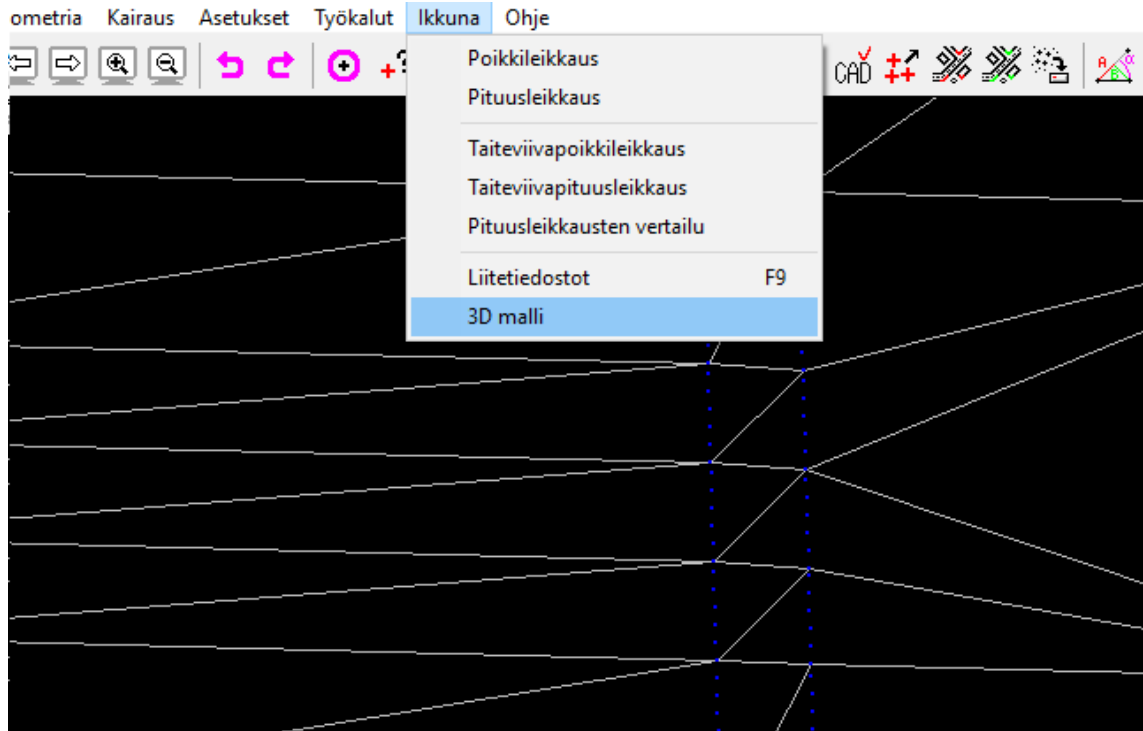 ometria Kairaus Asetukset Työkalut Ikkuna Ohje
Poikkileikkaus
CAD
A B α
Pituusleikkaus
Taiteviivapoikkileikkaus
Taiteviivapituusleikkaus
Pituusleikkausten vertailu
Liitetiedostot F9
3D malli